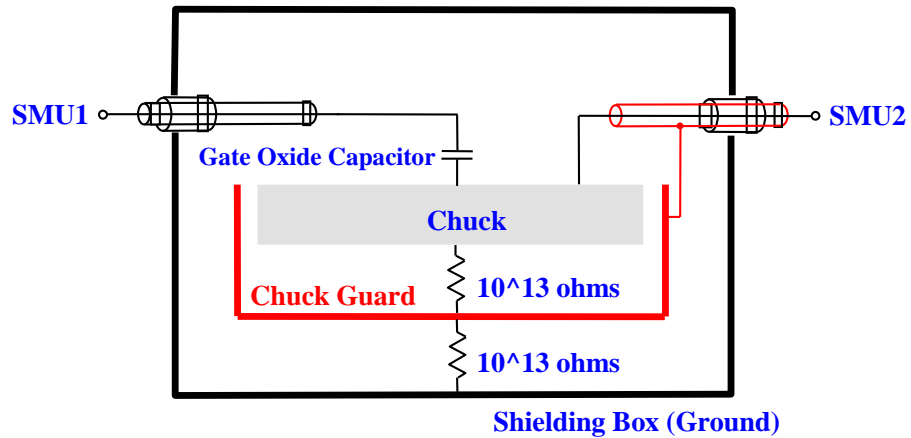 SMU1
SMU2
Gate Oxide Capacitor
Chuck
Chuck Guard
10^13 ohms
10^13 ohms
Shielding Box (Ground)